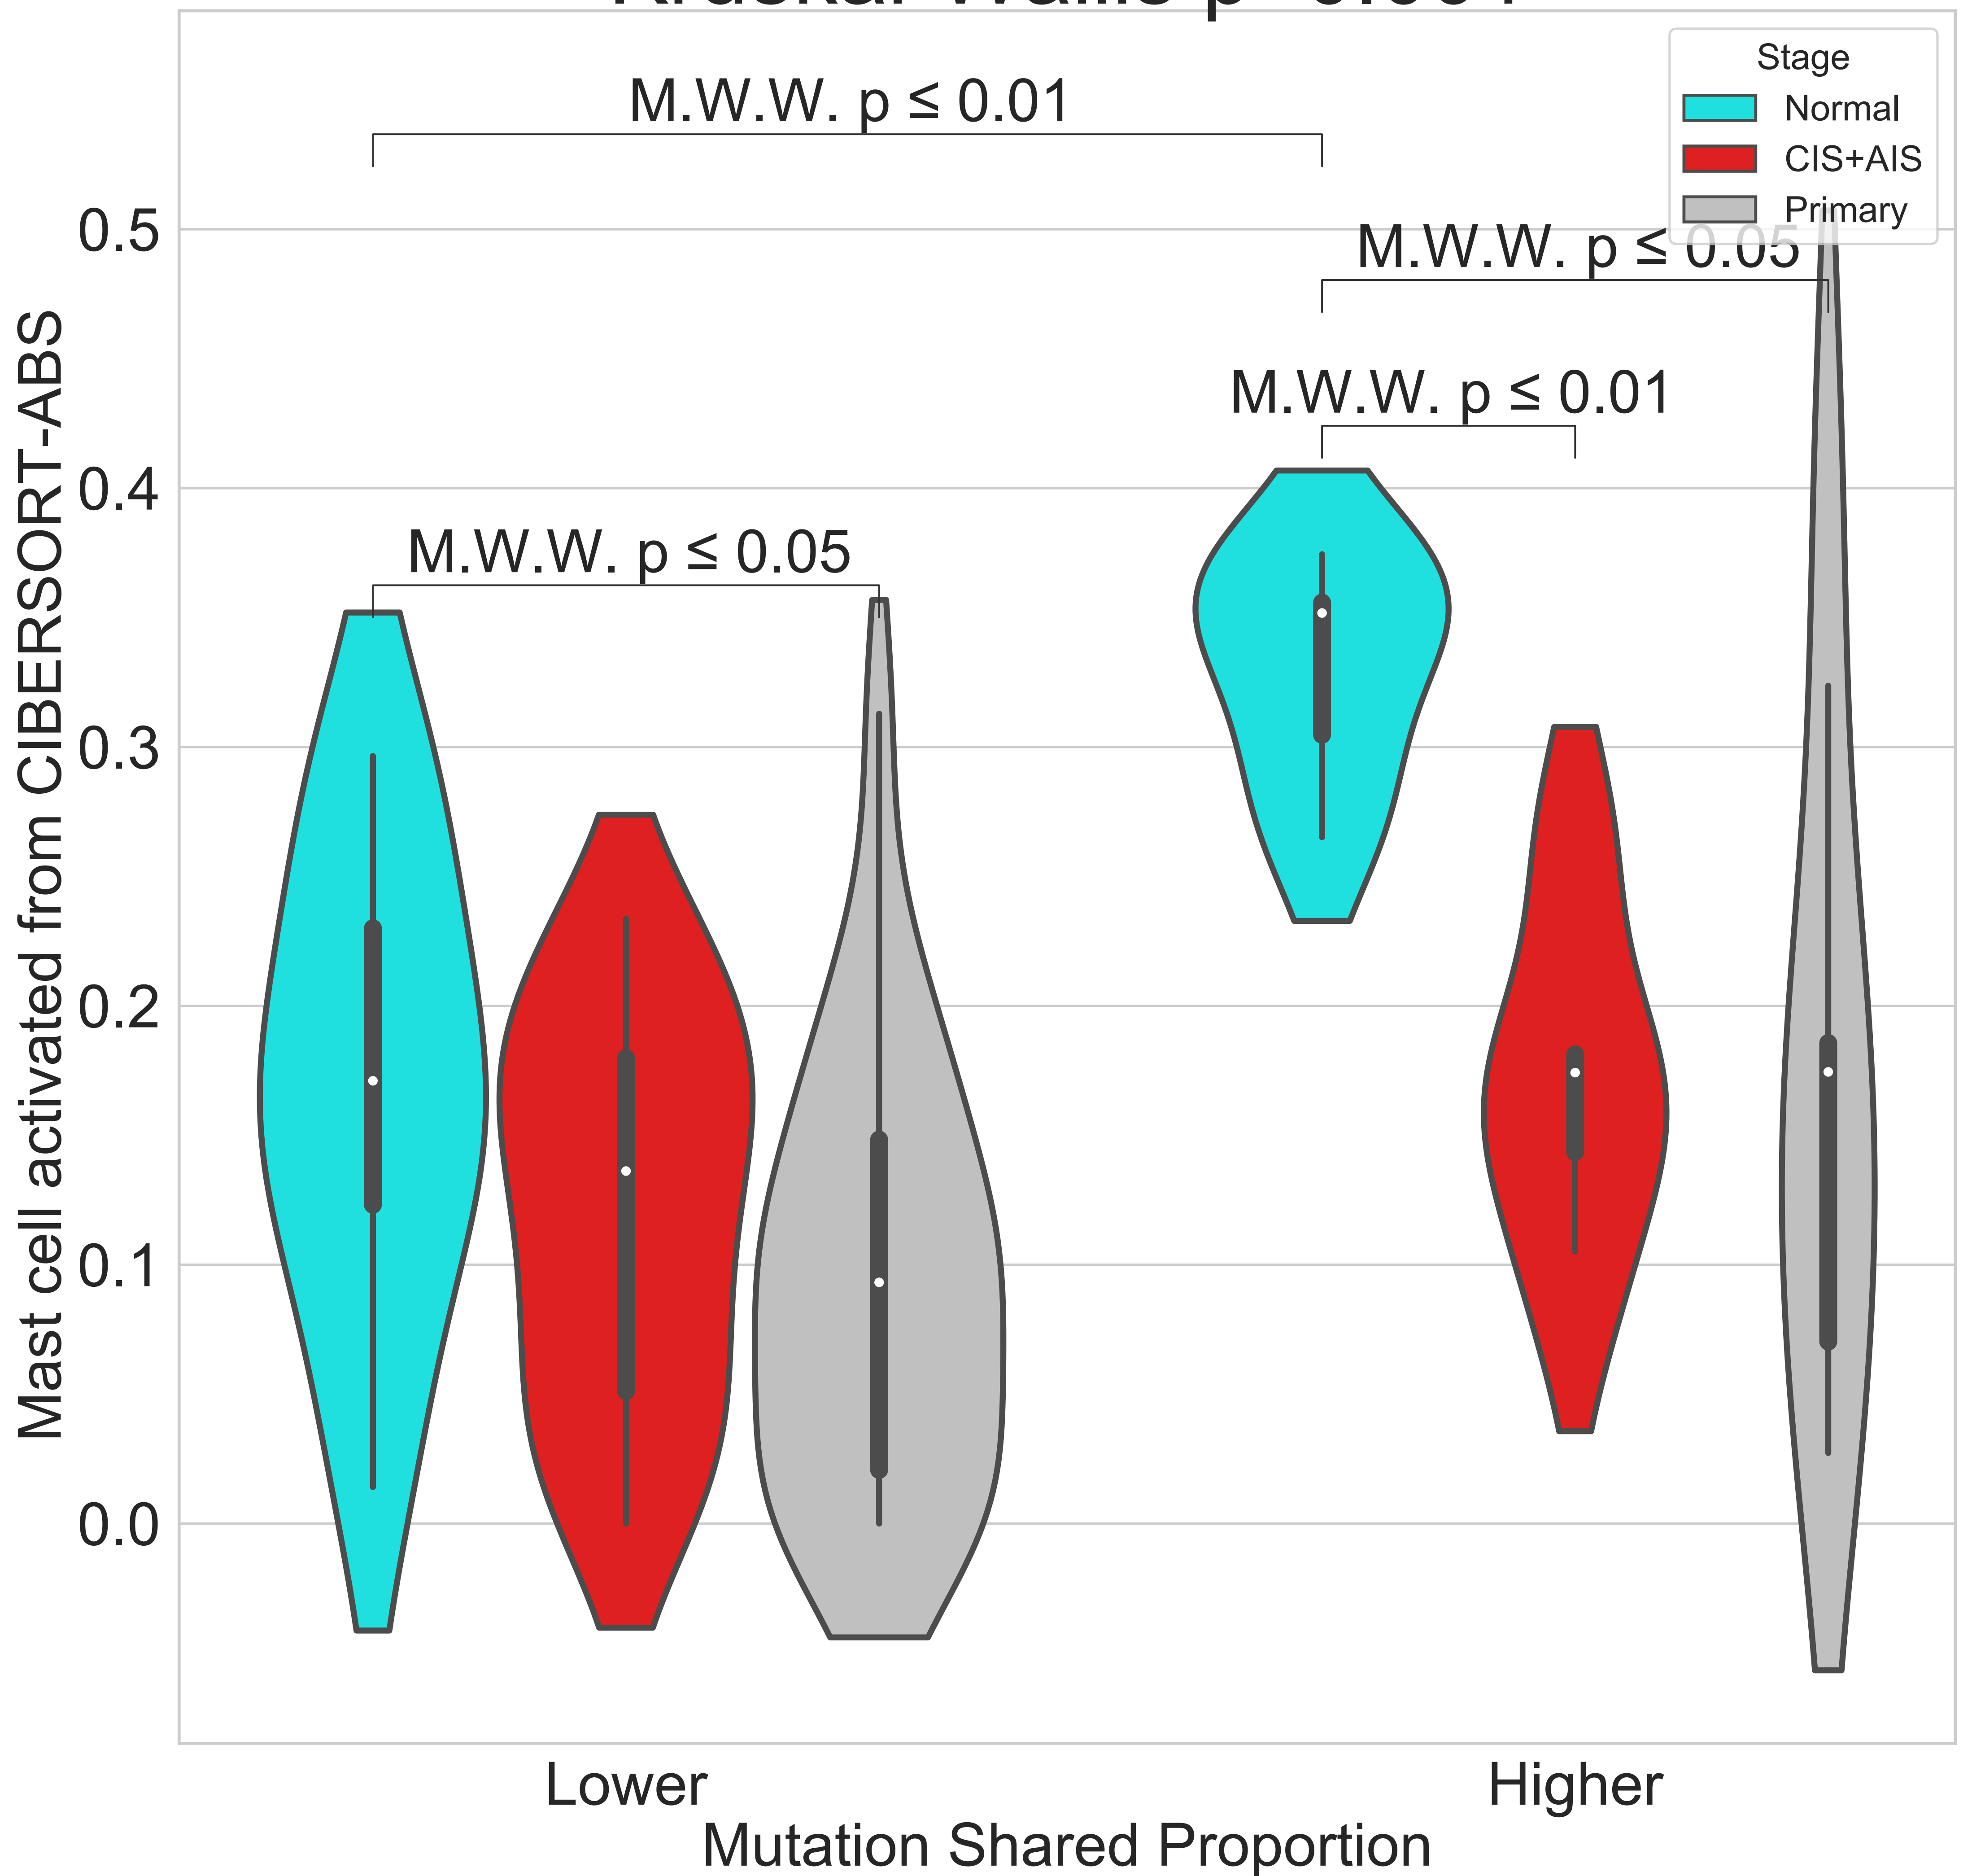 M.W.W. p ≤ 0.01
Stage
Normal
CIS+AIS
Primary
M.W.W. p ≤ 0.05
M.W.W. p ≤ 0.01
M.W.W. p ≤ 0.05
0.5
0.4
0.3
0.2
0.1
0.0
Mast cell activated from CIBERSORT-ABS
Lower
Higher
Mutation Shared Proportion